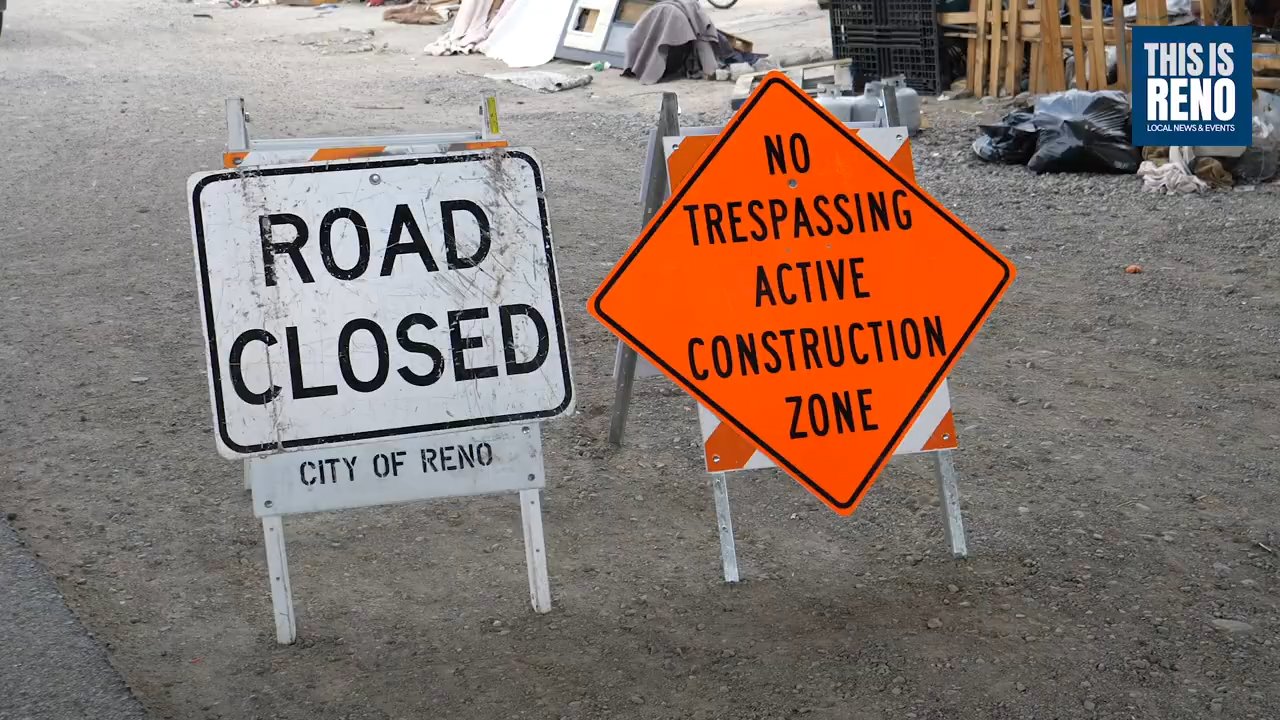 ROAD
CLOSED
CITY OF RENO
NO
TRESPASSING
ACTIVE
CONSTRUCTION
ZONE
THIS IS
RENO
LOCAL NEWS & EVENTS